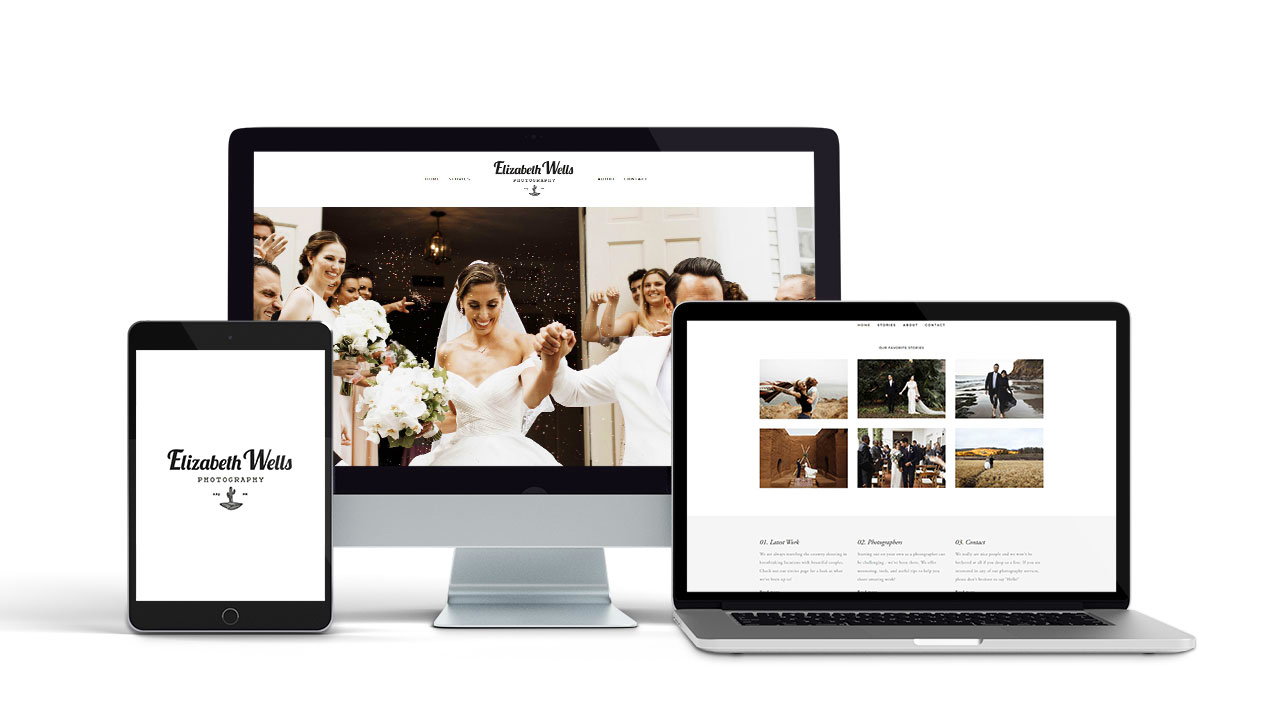 Elizabeth Wells
PHOTOGRAPHY
HOME STORIES
ABOUT CONTACT
Elizabeth Wells
PHOTOGRAPHY
HOME STORIES ABOUT CONTACT
OUR FAVORITE STORIES
01. Latest Work
We are always traveling the country shooting in
breathtaking locations with beautiful couples.
Check out our stories page for a look at what
we've been up to!
02. Photographers
Starting out on your own as a photographer can
be challenging - we've been there. We offer
mentoring, tools, and useful tips to help you
shoot amazing work!
03. Contact
We really are nice people and we won't be
bothered at all if you drop us a line. If you are
interested in any of our photography services,
please don't hesitate to say "Hello!"